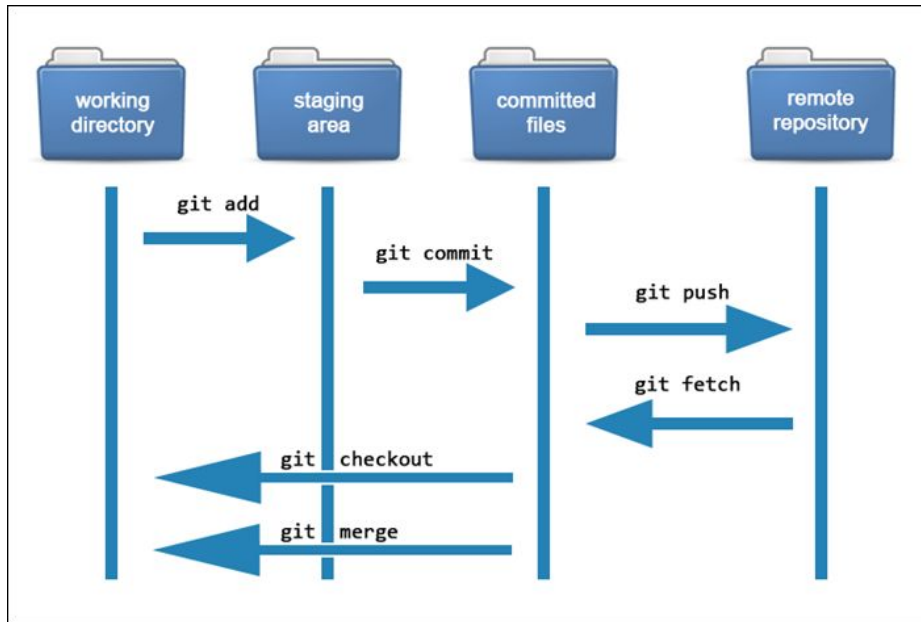 working
directory
staging
area
committed
files
remote
repository
git add
git commit
git push
git fetch
git checkout
git merge